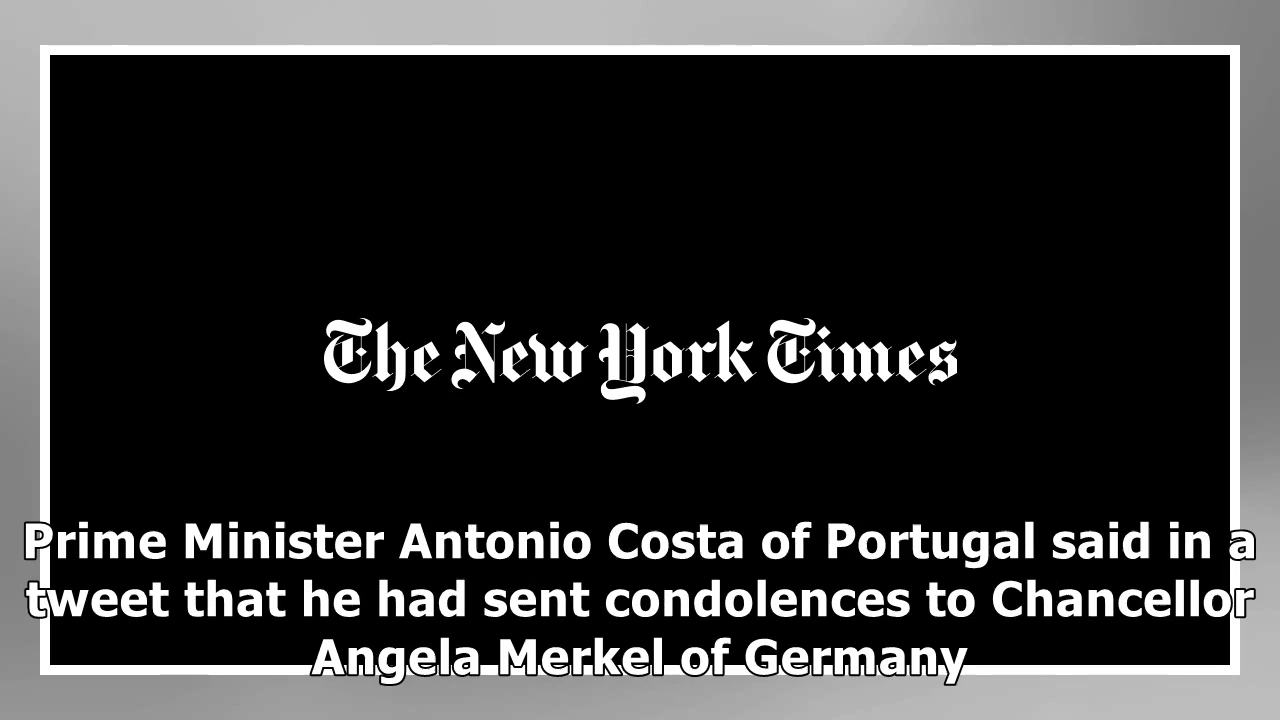 The New York Times
Prime Minister Antonio Costa of Portugal said in a
tweet that he had sent condolences to Chancellor
Angela Merkel of Germany